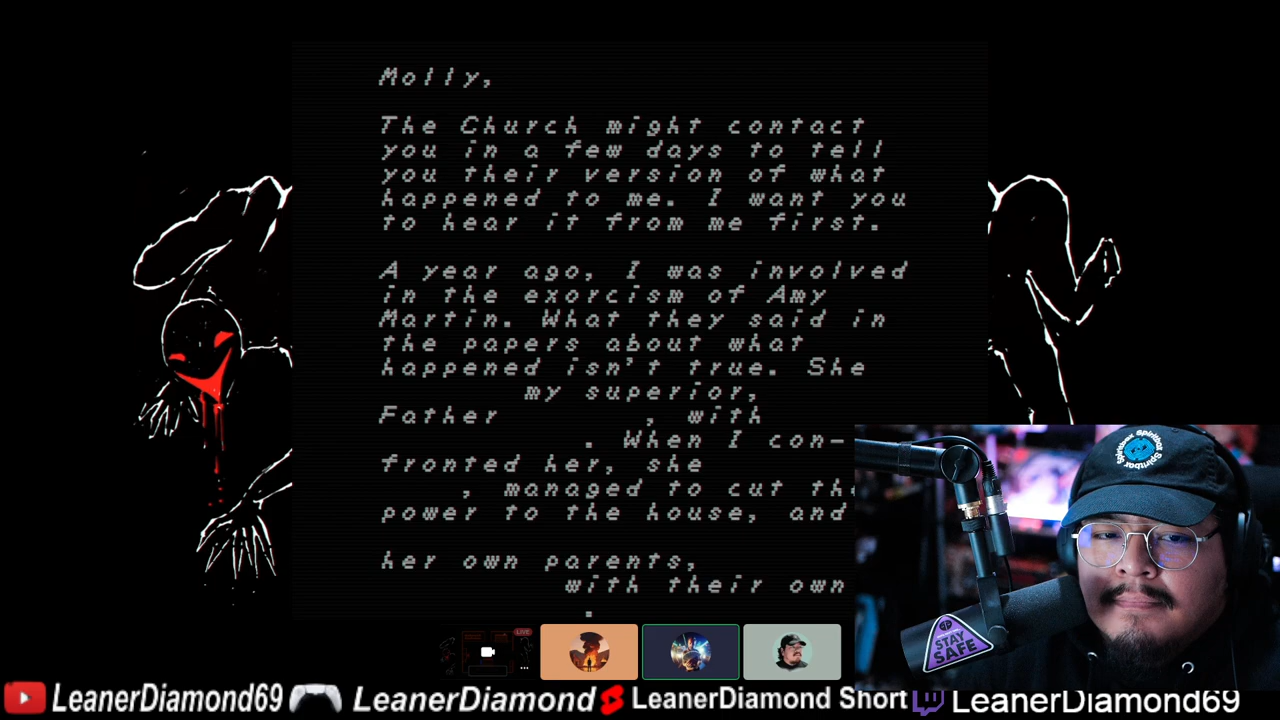 Molly,
The Church might contact
you in a few days to tell
you their version of what
happened to me. I want you
to hear it from me first.
A year ago, I was involved
in the exorcism of Amy
Martin. What they said in
the papers about what
happened isn't true. She
my superior,
Father , with
. When I con-
fronted her, she
, managed to cut the
power to the house, and
her own parents,
with their own
.
LIVE
Spiritbox Spiritbox
STAY
SAFE
LeanerDiamond69 LeanerDiamond LeanerDiamond Short LeanerDiamond69